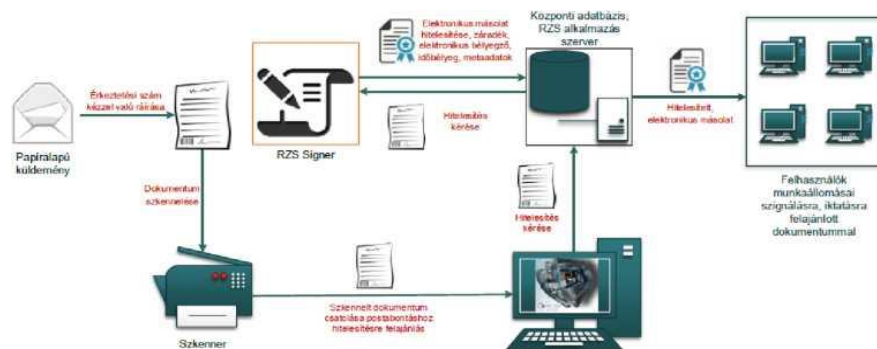 Papíralapú
küldemény
Érkeztetési szám
kézzel való ráírása
Dokumentum
szkennelése
Szkenner
Szkennelt dokumentum
csatolása postabontáshoz
hitelesítésre felajánlás
Hitelesítés
kérése
RZS Signer
Elektronikus másolat
hitelesítése, záradék,
elektronikus bélyegző,
időbélyeg, metaadatok
Hitelesítés
kérése
Központi adatbázis,
RZS alkalmazás
szerver
Hitelesített,
elektronikus másolat
Felhasználók
munkaállomásai
szignálásra, iktatásra
felajánlott
dokumentummal